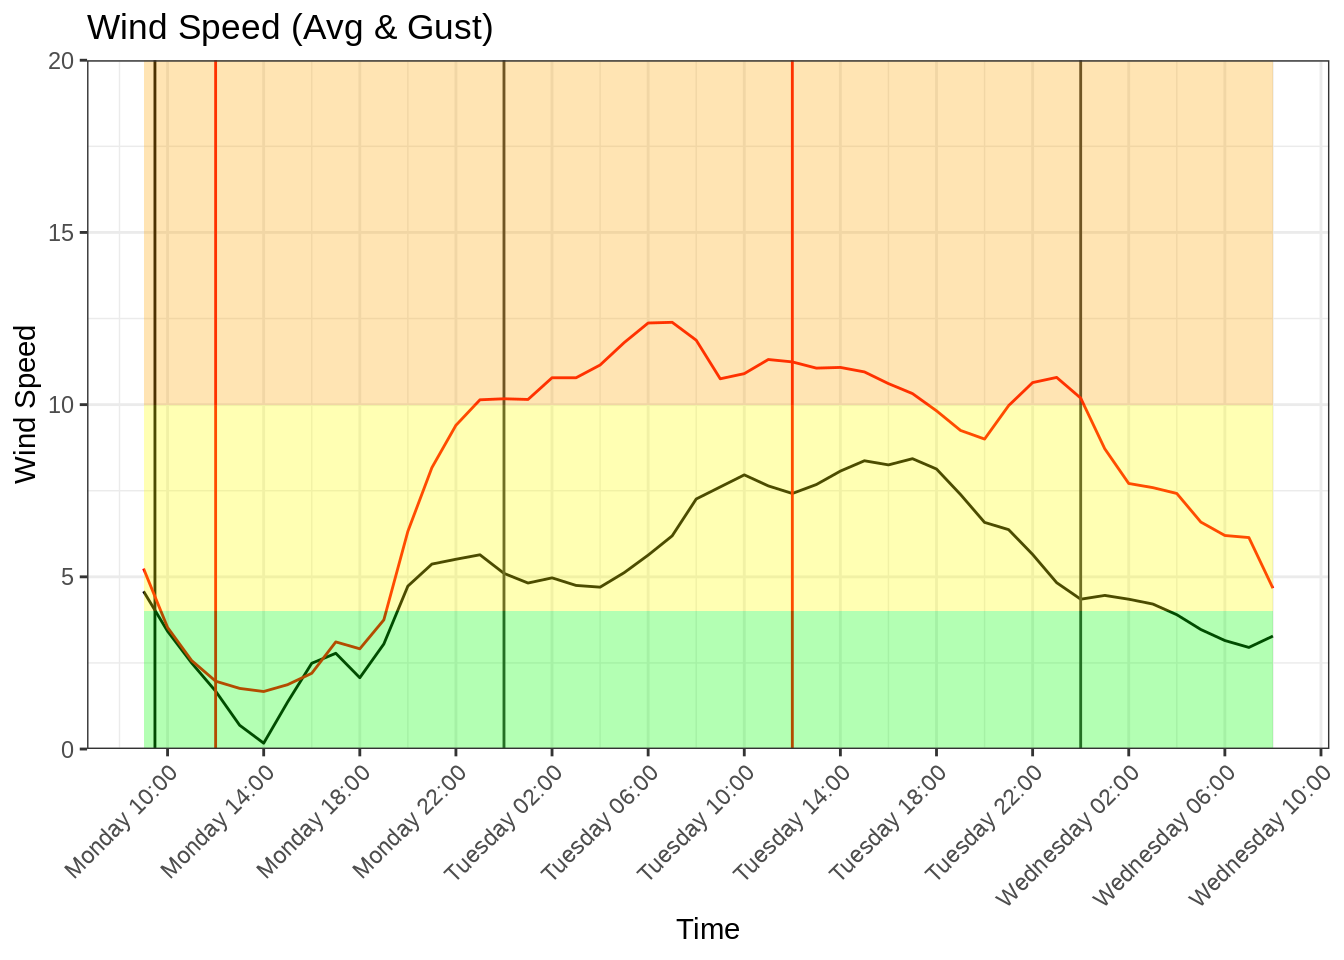 Wind Speed (Avg & Gust)
20
15
10
5
0
Wind Speed
Monday 10:00
Monday 14:00
Monday 18:00
Monday 22:00
Tuesday 02:00
Tuesday 06:00
Tuesday 10:00
Tuesday 14:00
Tuesday 18:00
Tuesday 22:00
Wednesday 02:00
Wednesday 06:00
Wednesday 10:00
Time